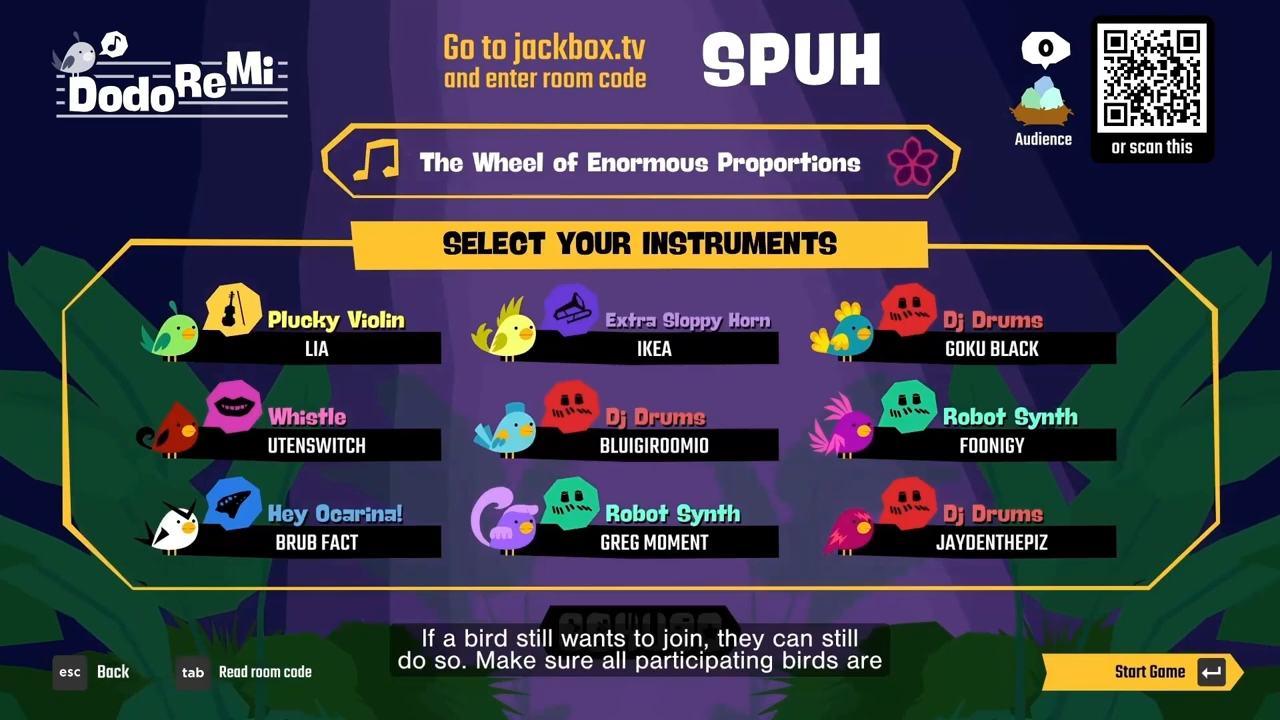 DodoReMi
Go to jackbox.tv
and enter room code
SPUH
0
Audience
or scan this
The Wheel of Enormous Proportions
SELECT YOUR INSTRUMENTS
Plucky Violin
LIA
Extra Sloppy Horn
IKEA
Dj Drums
GOKU BLACK
Whistle
UTENSWITCH
Dj Drums
BLUIGIROOMIO
Robot Synth
FOONIGY
Hey Ocarina!
BRUB FACT
Robot Synth
GREG MOMENT
Dj Drums
JAYDENTHEPIZ
If a bird still wants to join, they can still
do so. Make sure all participating birds are
esc Back
tab Read room code
Start Game